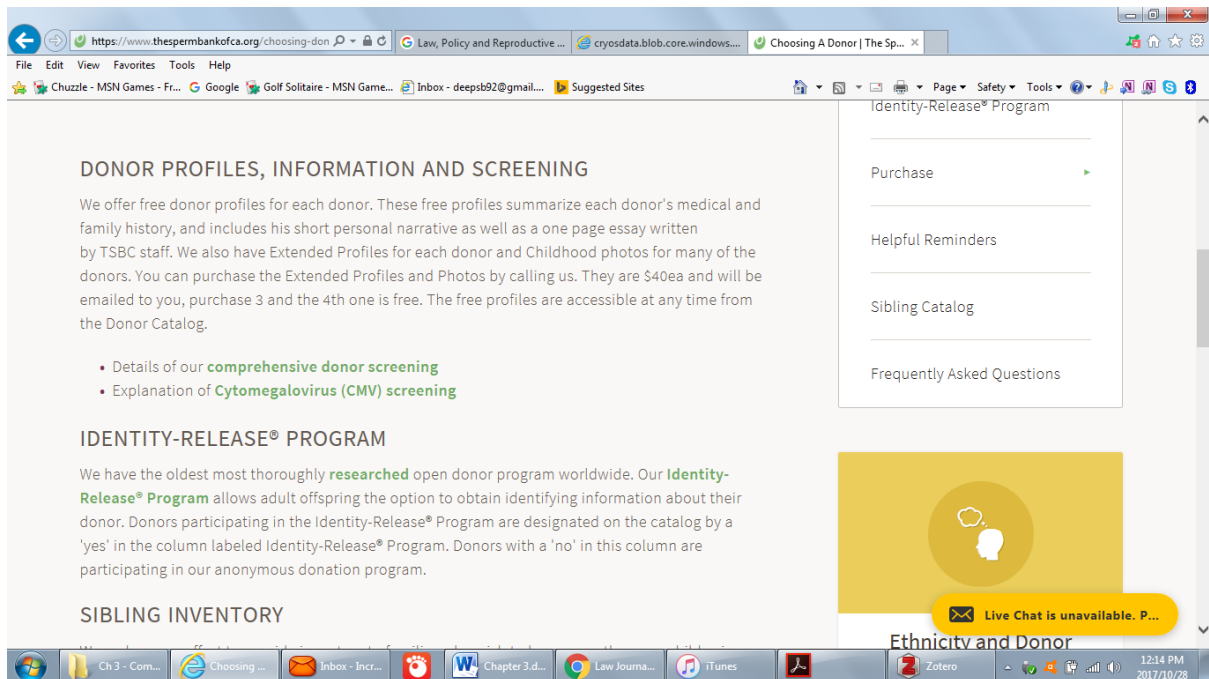 https://www.thespermbankofca.org/choosing-don
Law, Policy and Reproductive ...
cryosdata.blob.core.windows....
Choosing A Donor | The Sp...
File Edit View Favorites Tools Help
Chuzzle - MSN Games - Fr... Google Golf Solitaire - MSN Game... Inbox - deepsb92@gmail.... Suggested Sites
Page Safety Tools
Identity-Release® Program
Purchase
Helpful Reminders
Sibling Catalog
Frequently Asked Questions
DONOR PROFILES, INFORMATION AND SCREENING
We offer free donor profiles for each donor. These free profiles summarize each donor's medical and
family history, and includes his short personal narrative as well as a one page essay written
by TSBC staff. We also have Extended Profiles for each donor and Childhood photos for many of the
donors. You can purchase the Extended Profiles and Photos by calling us. They are $40ea and will be
emailed to you, purchase 3 and the 4th one is free. The free profiles are accessible at any time from
the Donor Catalog.
• Details of our comprehensive donor screening
• Explanation of Cytomegalovirus (CMV) screening
IDENTITY-RELEASE® PROGRAM
We have the oldest most thoroughly researched open donor program worldwide. Our Identity-
Release® Program allows adult offspring the option to obtain identifying information about their
donor. Donors participating in the Identity-Release® Program are designated on the catalog by a
'yes' in the column labeled Identity-Release® Program. Donors with a 'no' in this column are
participating in our anonymous donation program.
SIBLING INVENTORY
Live Chat is unavailable. P...
Ethnicity and Donor
Ch 3 - Com... Choosing ... Inbox - Incr... Chapter 3.d... Law Journa... iTunes Zotero
12:14 PM
2017/10/28